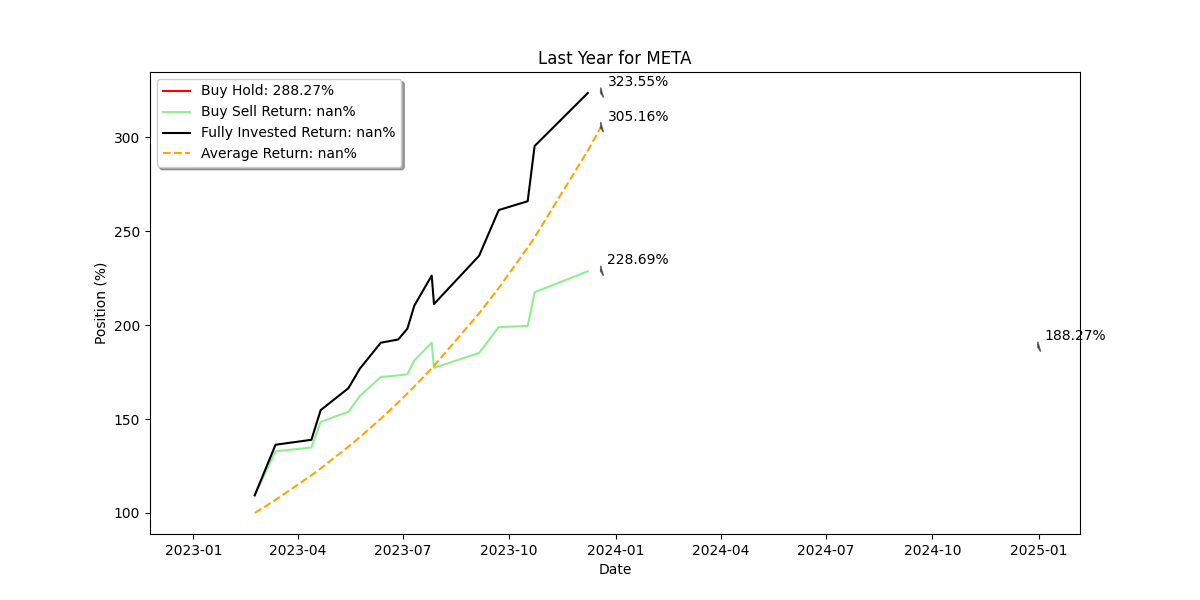 Last Year for META
Buy Hold: 288.27%
Buy Sell Return: nan%
Fully Invested Return: nan%
Average Return: nan%
323.55%
305.16%
228.69%
188.27%
Position (%)
300
250
200
150
100
2023-01
2023-04
2023-07
2023-10
2024-01
2024-04
2024-07
2024-10
2025-01
Date